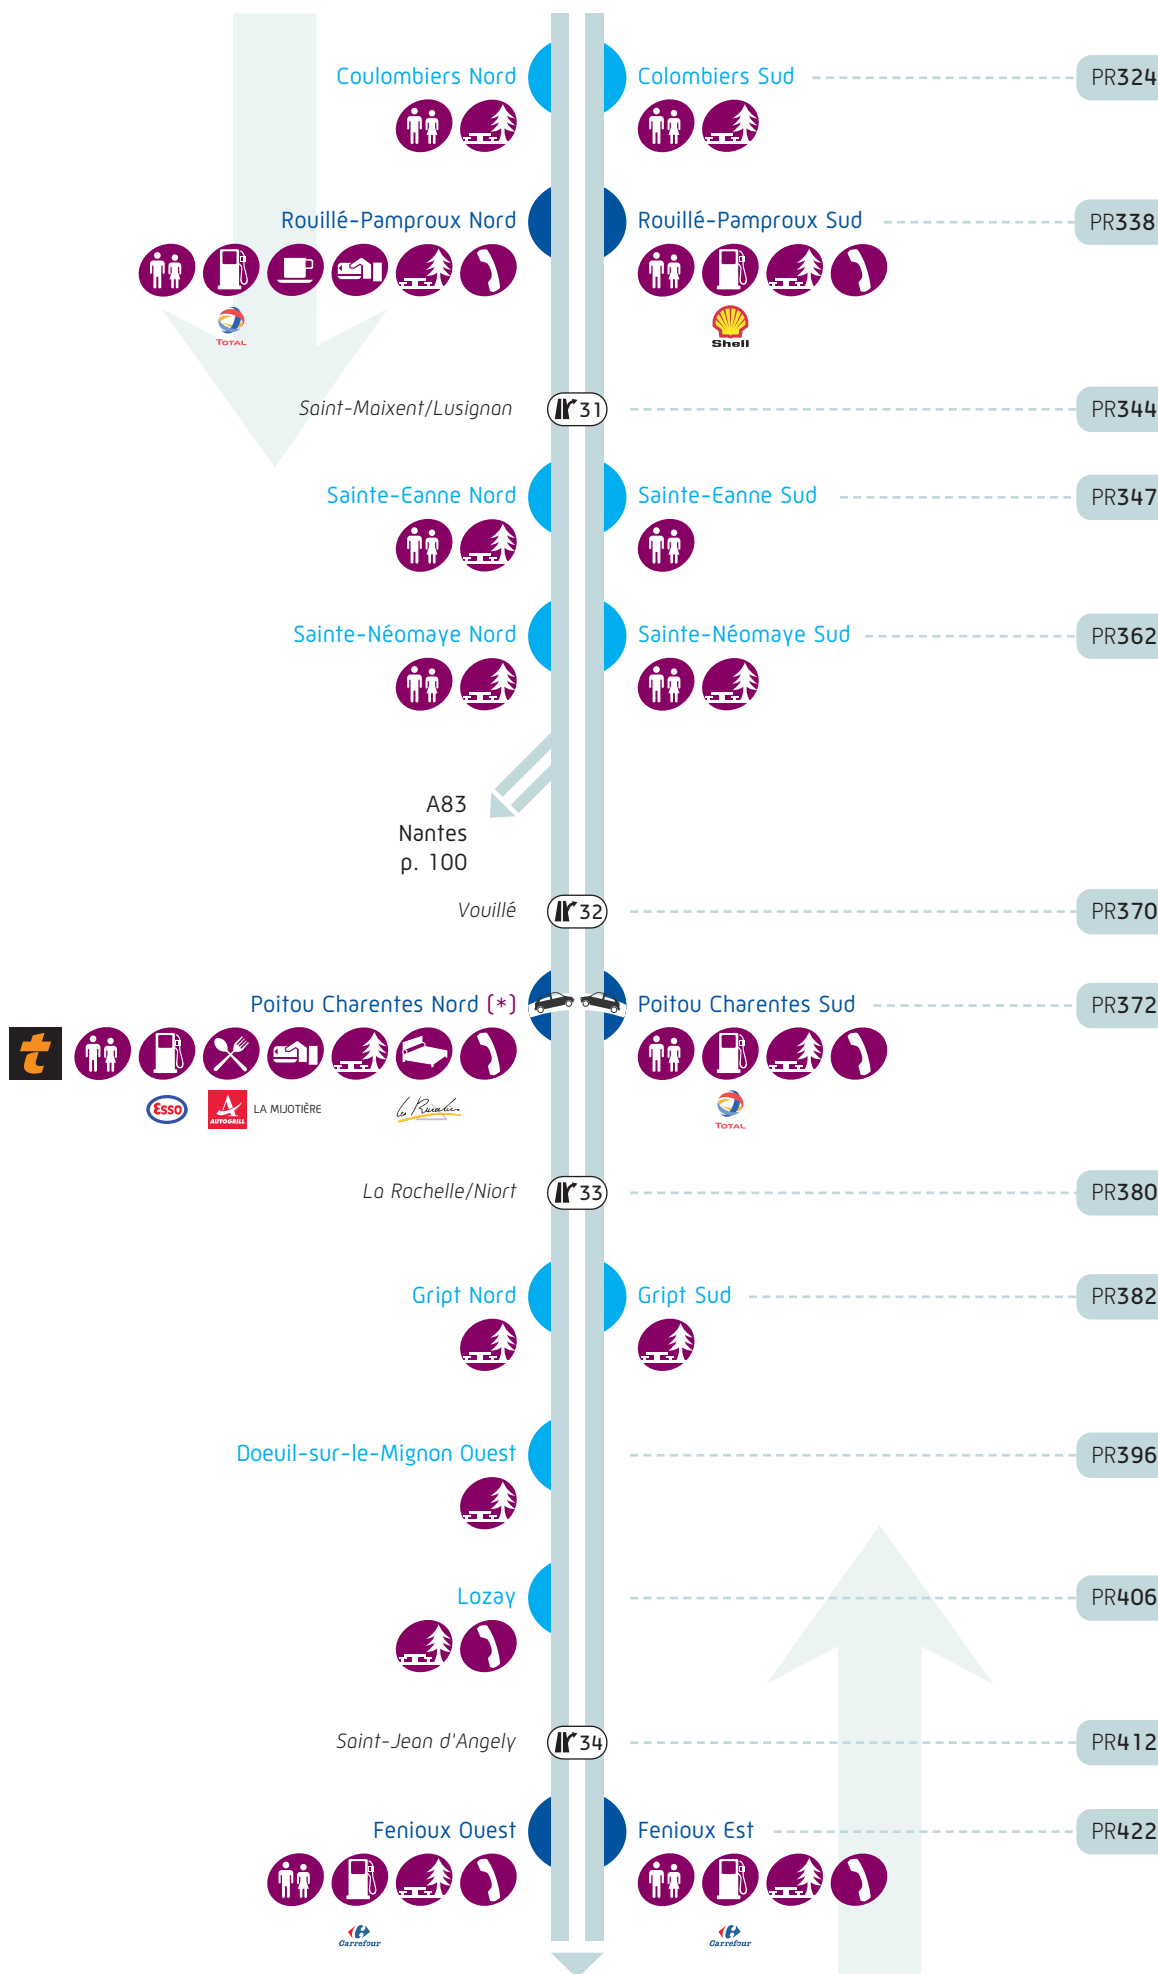 Coulombiers Nord
Colombiers Sud
PR324
Rouillé-Pamproux Nord
Rouillé-Pamproux Sud
PR338
TOTAL
Shell
Saint-Maixent/Lusignan
31
PR344
Sainte-Eanne Nord
Sainte-Eanne Sud
PR347
Sainte-Néomaye Nord
Sainte-Néomaye Sud
PR362
A83
Nantes
p. 100
Vouillé
32
PR370
Poitou Charentes Nord (*)
Poitou Charentes Sud
PR372
t
Esso
A
AUTOGRILL
LA MIJOTIÈRE
les Relais
TOTAL
La Rochelle/Niort
33
PR380
Gript Nord
Gript Sud
PR382
Doeuil-sur-le-Mignon Ouest
PR396
Lozay
PR406
Saint-Jean d'Angely
34
PR412
Fenioux Ouest
Fenioux Est
PR422
Carrefour
Carrefour